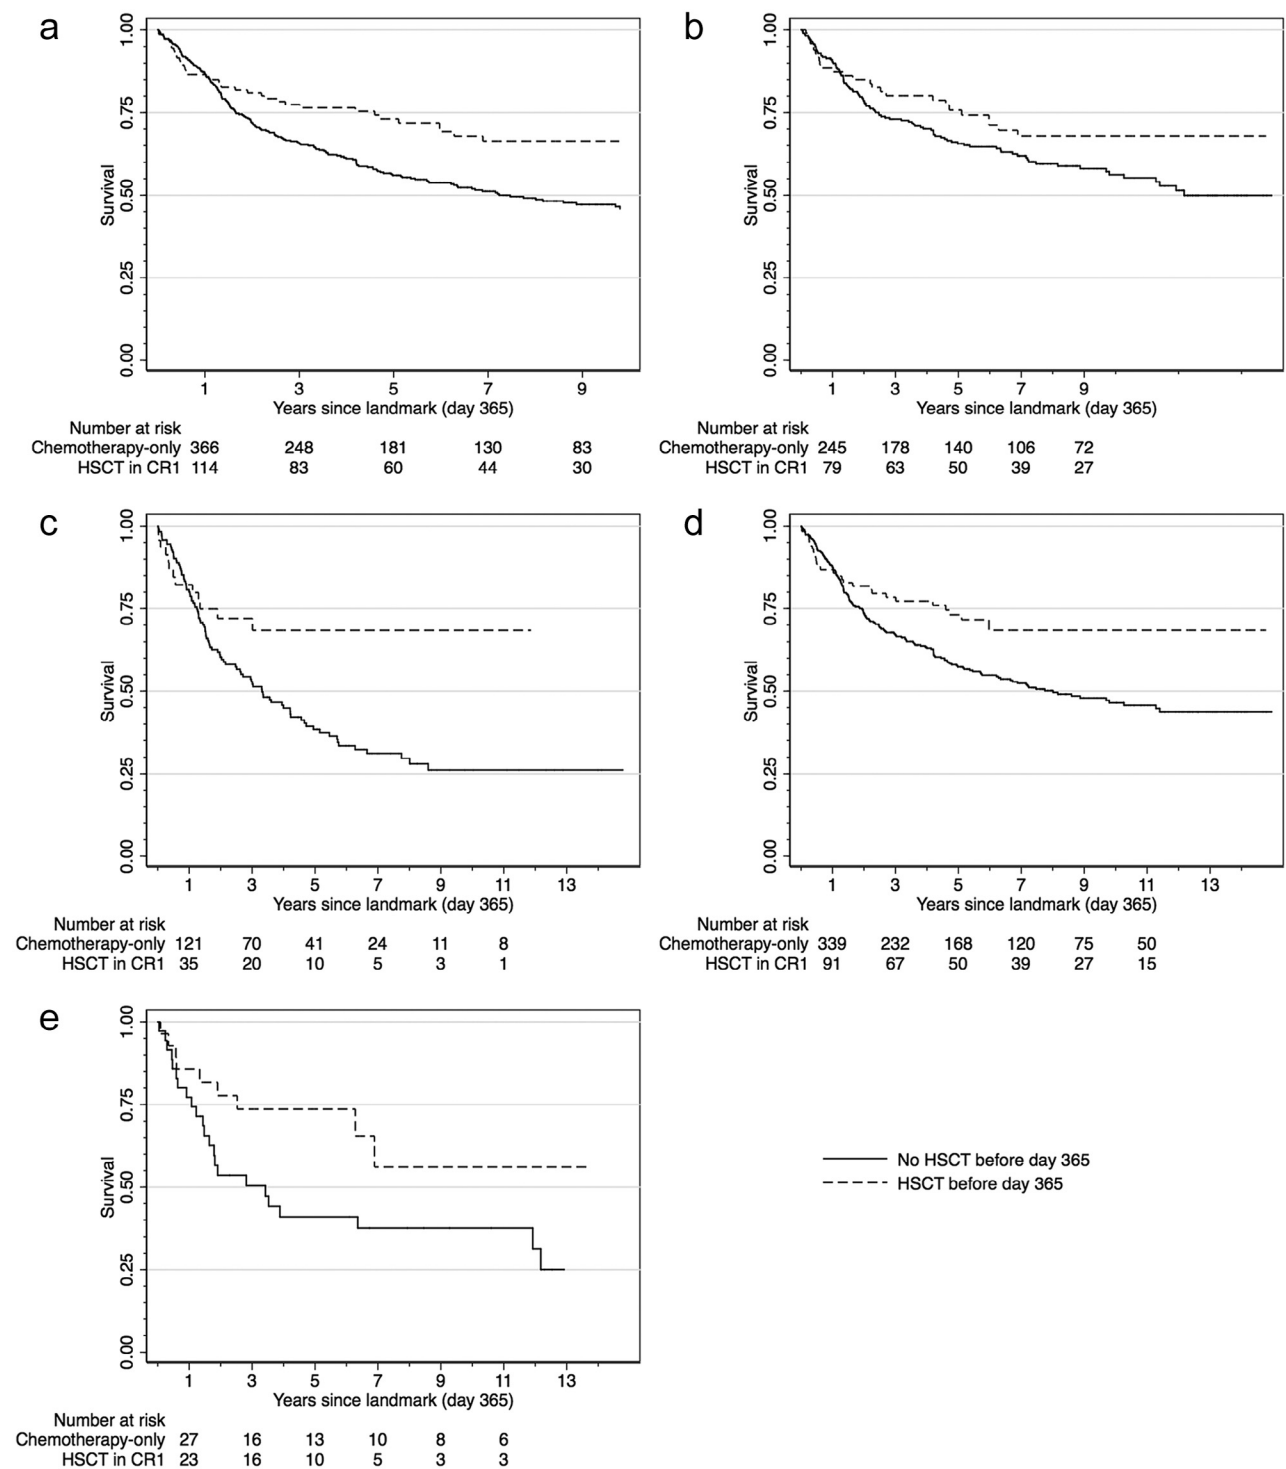 a
1.00
0.75
0.50
0.25
0.00
Survival
1 3 5 7 9
Years since landmark (day 365)
Number at risk
Chemotherapy-only 366 248 181 130 83
HSCT in CR1 114 83 60 44 30
b
1.00
0.75
0.50
0.25
0.00
Survival
1 3 5 7 9
Years since landmark (day 365)
Number at risk
Chemotherapy-only 245 178 140 106 72
HSCT in CR1 79 63 50 39 27
c
1.00
0.75
0.50
0.25
0.00
Survival
1 3 5 7 9 11 13
Years since landmark (day 365)
Number at risk
Chemotherapy-only 121 70 41 24 11 8
HSCT in CR1 35 20 10 5 3 1
d
1.00
0.75
0.50
0.25
0.00
Survival
1 3 5 7 9 11 13
Years since landmark (day 365)
Number at risk
Chemotherapy-only 339 232 168 120 75 50
HSCT in CR1 91 67 50 39 27 15
e
1.00
0.75
0.50
0.25
0.00
Survival
1 3 5 7 9 11 13
Years since landmark (day 365)
Number at risk
Chemotherapy-only 27 16 13 10 8 6
HSCT in CR1 23 16 10 5 3 3
No HSCT before day 365
HSCT before day 365